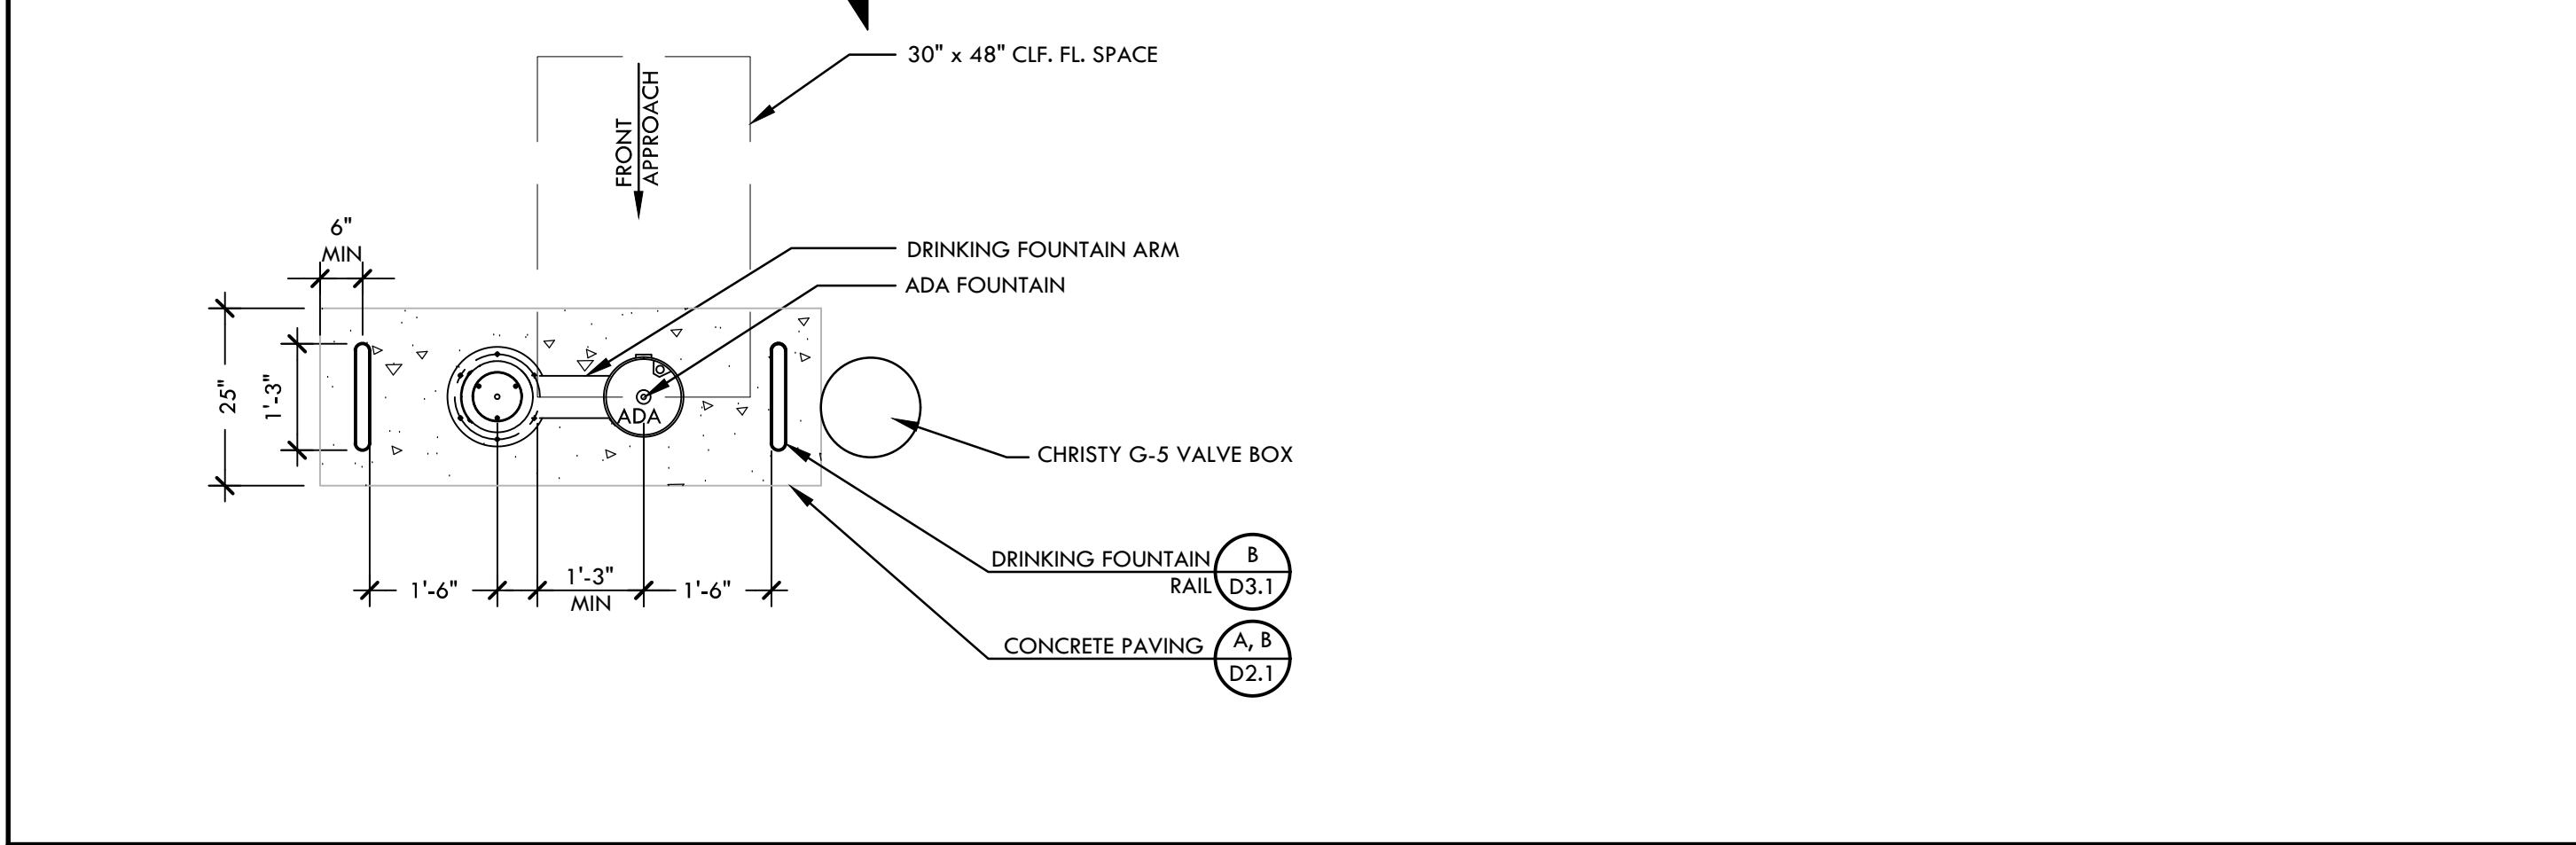 30" x 48" CLF. FL. SPACE
FRONT
APPROACH
6"
MIN
DRINKING FOUNTAIN ARM
ADA FOUNTAIN
25"
1'-3"
ADA
CHRISTY G-5 VALVE BOX
DRINKING FOUNTAIN
RAIL
B
D3.1
1'-6"
1'-3"
MIN
1'-6"
CONCRETE PAVING
A, B
D2.1